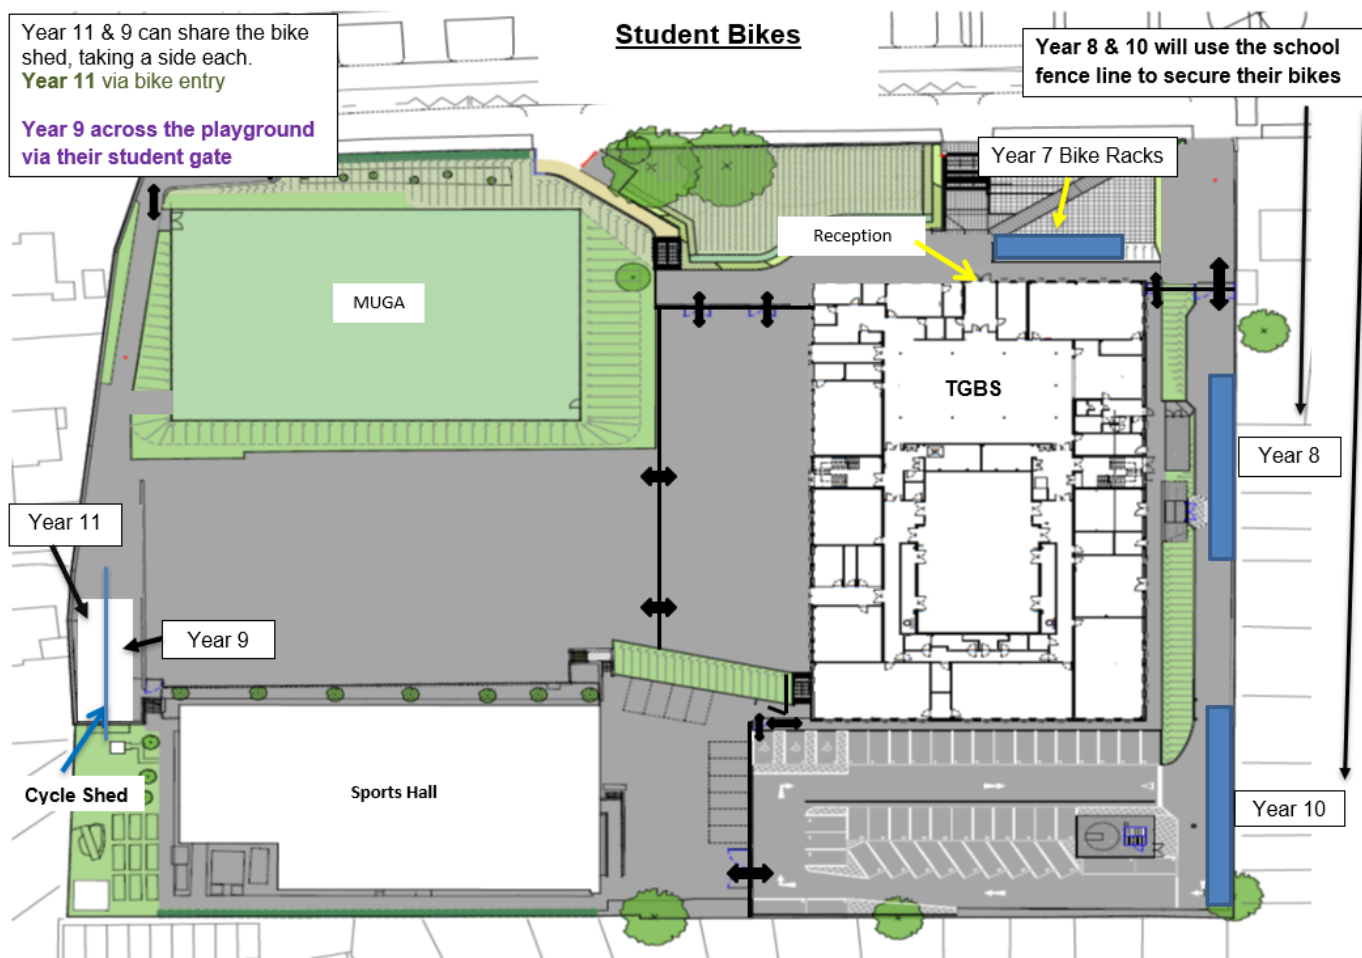 Student Bikes
Year 11 & 9 can share the bike
shed, taking a side each.
Year 11 via bike entry
Year 9 across the playground
via their student gate
Year 8 & 10 will use the school
fence line to secure their bikes
Year 7 Bike Racks
Reception
MUGA
TGBS
Year 8
Year 11
Year 9
Cycle Shed
Sports Hall
Year 10